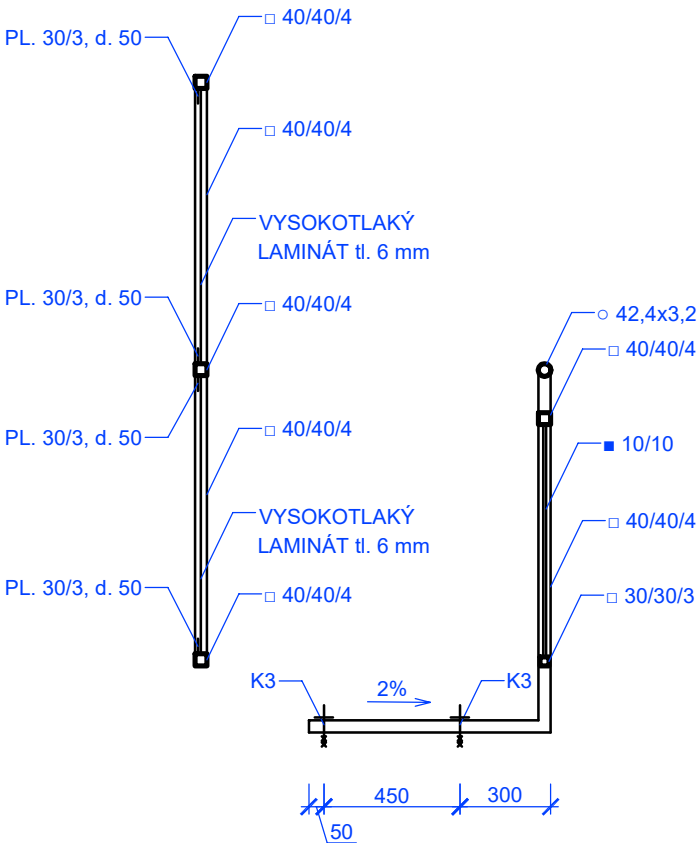 □ 40/40/4
PL. 30/3, d. 50
□ 40/40/4
VYSOKOTLAKÝ
LAMINÁT tl. 6 mm
PL. 30/3, d. 50
□ 40/40/4
PL. 30/3, d. 50
□ 40/40/4
VYSOKOTLAKÝ
LAMINÁT tl. 6 mm
PL. 30/3, d. 50
□ 40/40/4
○ 42,4x3,2
□ 40/40/4
■ 10/10
□ 40/40/4
□ 30/30/3
K3
2%
K3
450
300
50